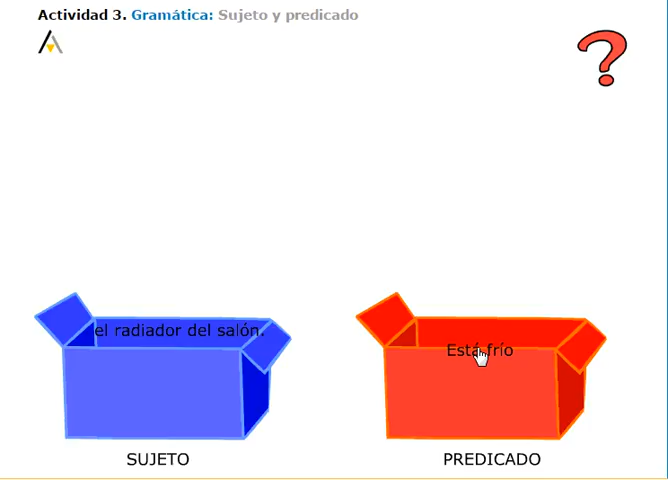 Actividad 3. Gramática: Sujeto y predicado
el radiador del salón.
Está frío
SUJETO
PREDICADO